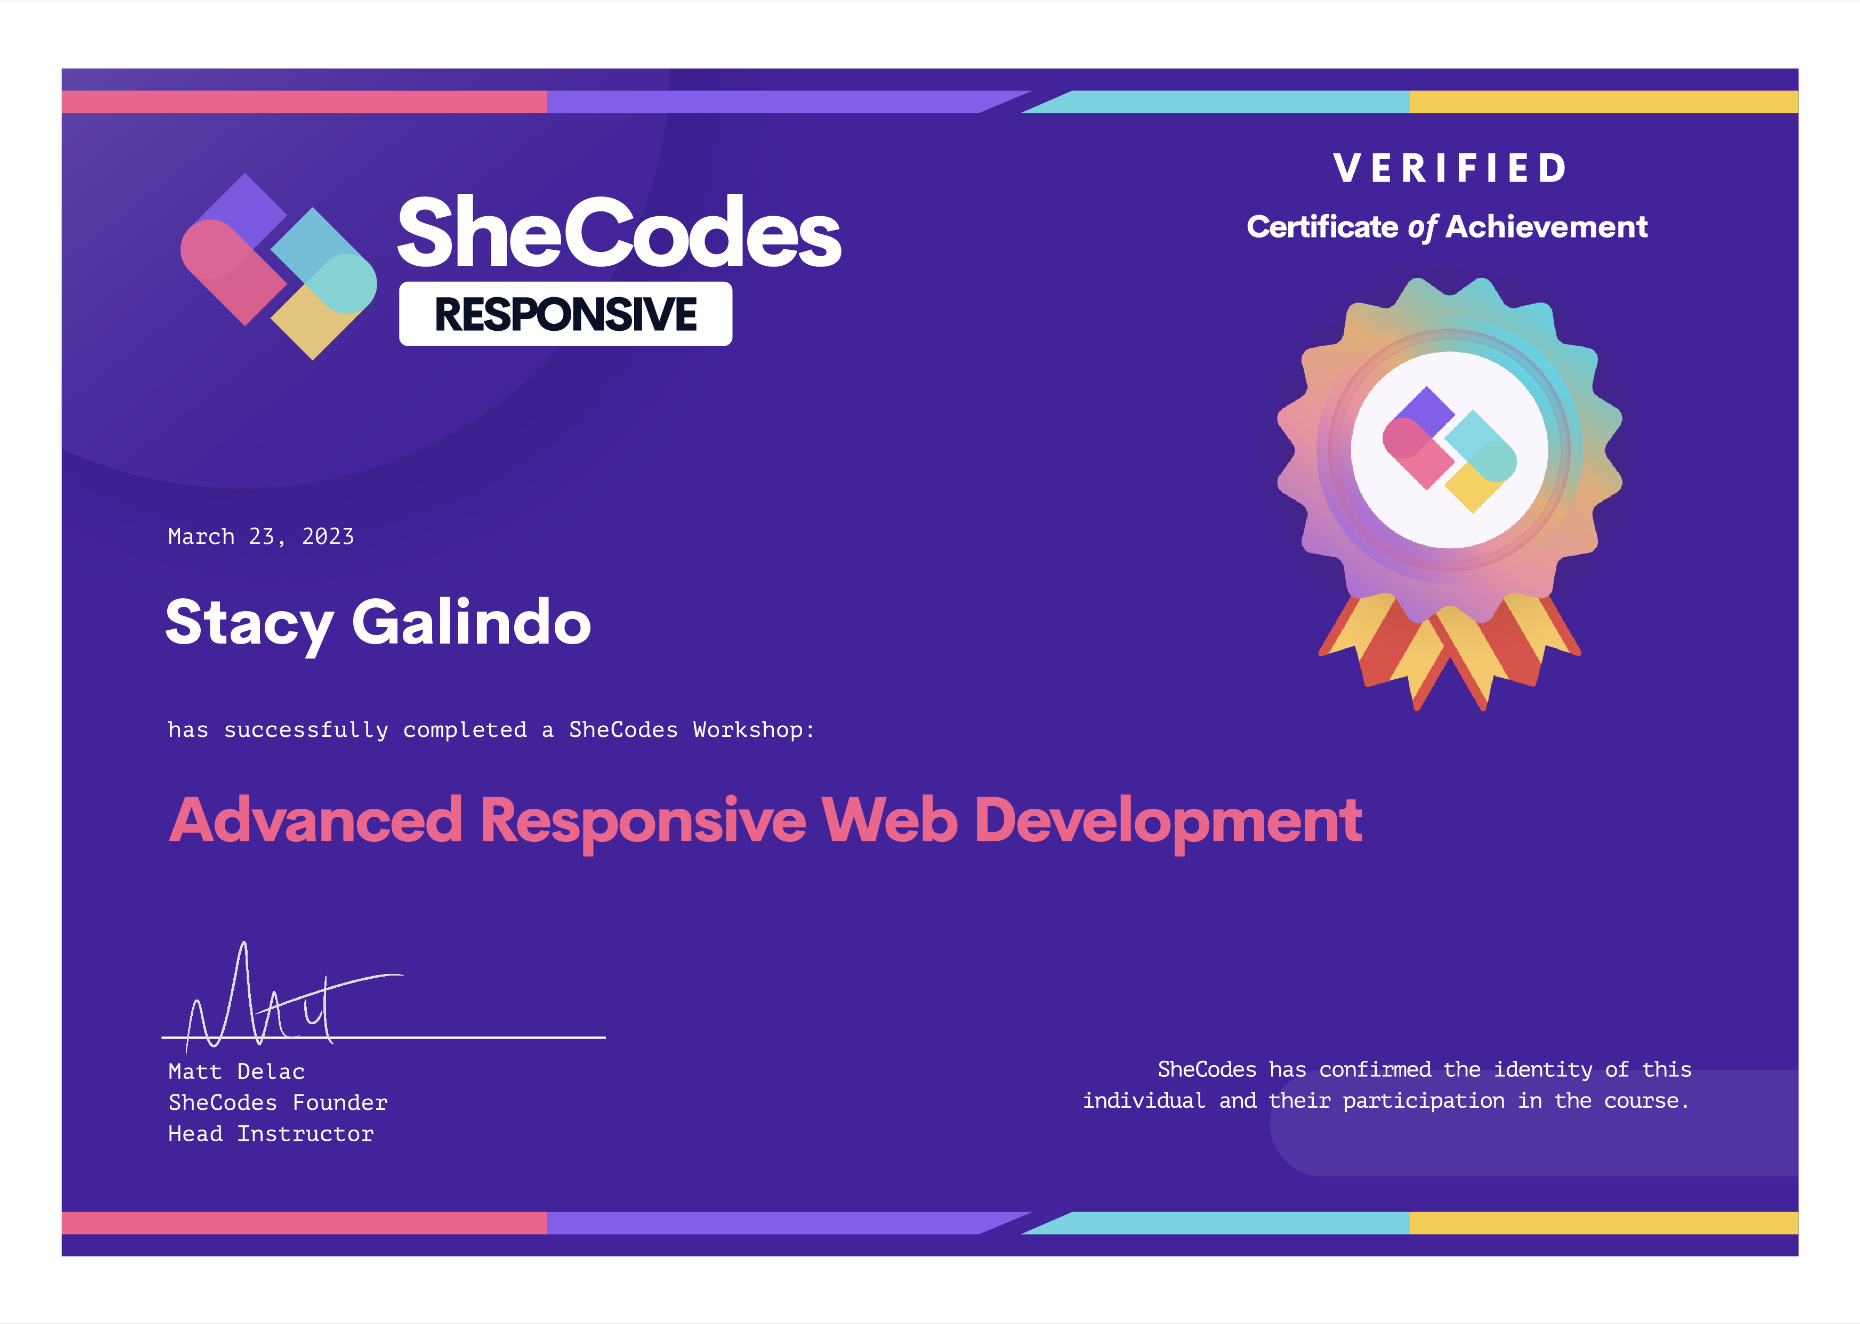 SheCodes
RESPONSIVE
VERIFIED
Certificate of Achievement
March 23, 2023
Stacy Galindo
has successfully completed a SheCodes Workshop:
Advanced Responsive Web Development
Matt Delac
SheCodes Founder
Head Instructor
SheCodes has confirmed the identity of this
individual and their participation in the course.